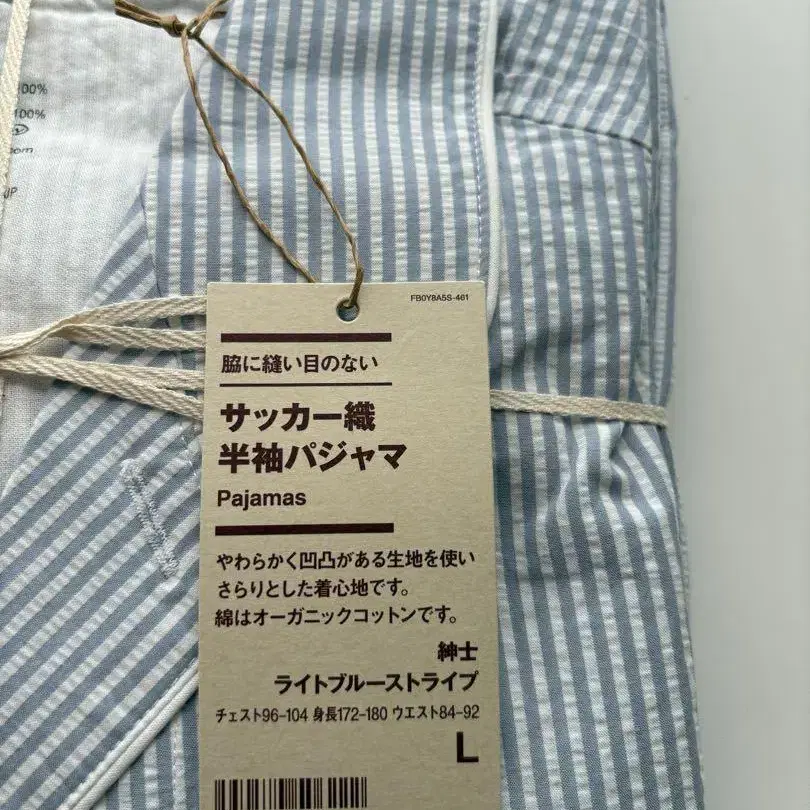 100%
100%
.com
JP
FB0Y8A5S-461
脇に縫い目のない
サッカー織
半袖パジャマ
Pajamas
やわらかく凹凸がある生地を使い
さらりとした着心地です。
綿はオーガニックコットンです。
紳士
ライトブルーストライプ
チェスト96-104 身長172-180 ウエスト84-92
L